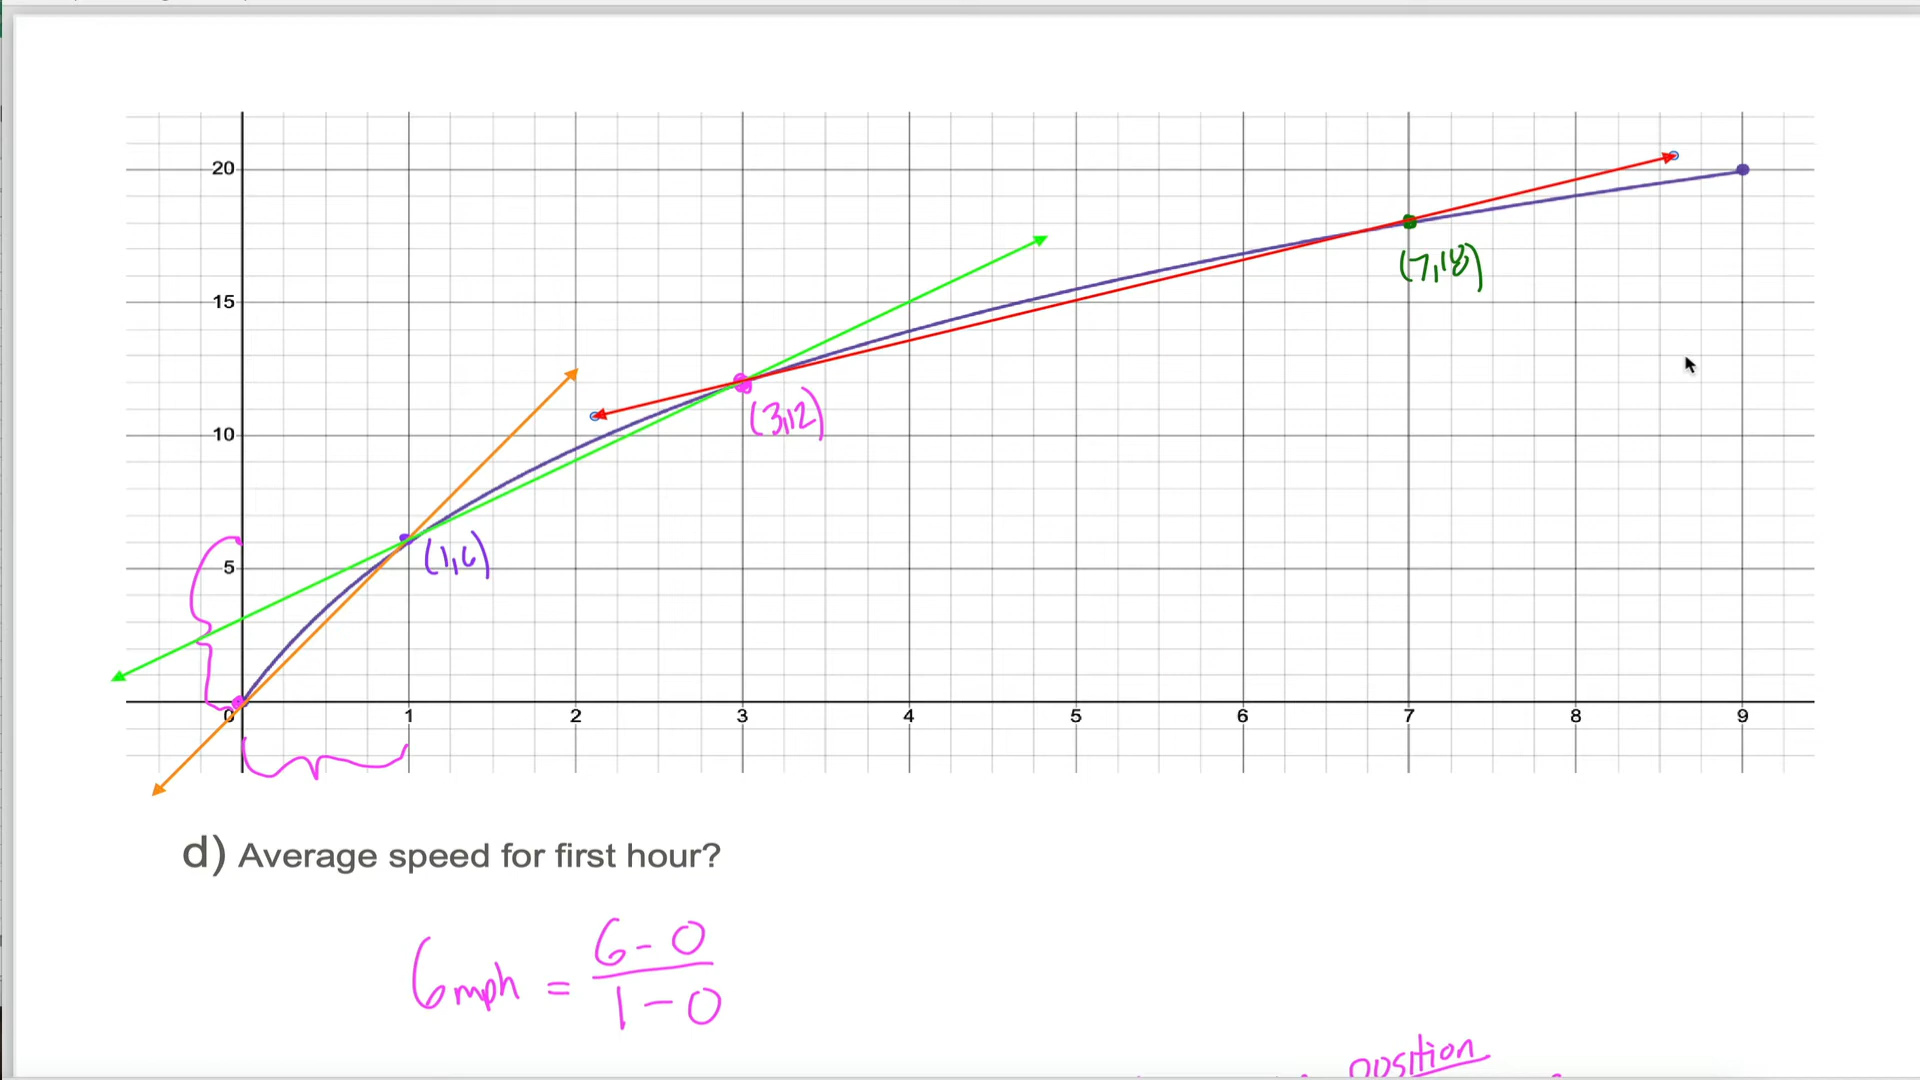 20
15
10
5
(7,18)
(3,12)
(1,6)
0 1 2 3 4 5 6 7 8 9
d) Average speed for first hour?
6mph = 6-0
1-0
position